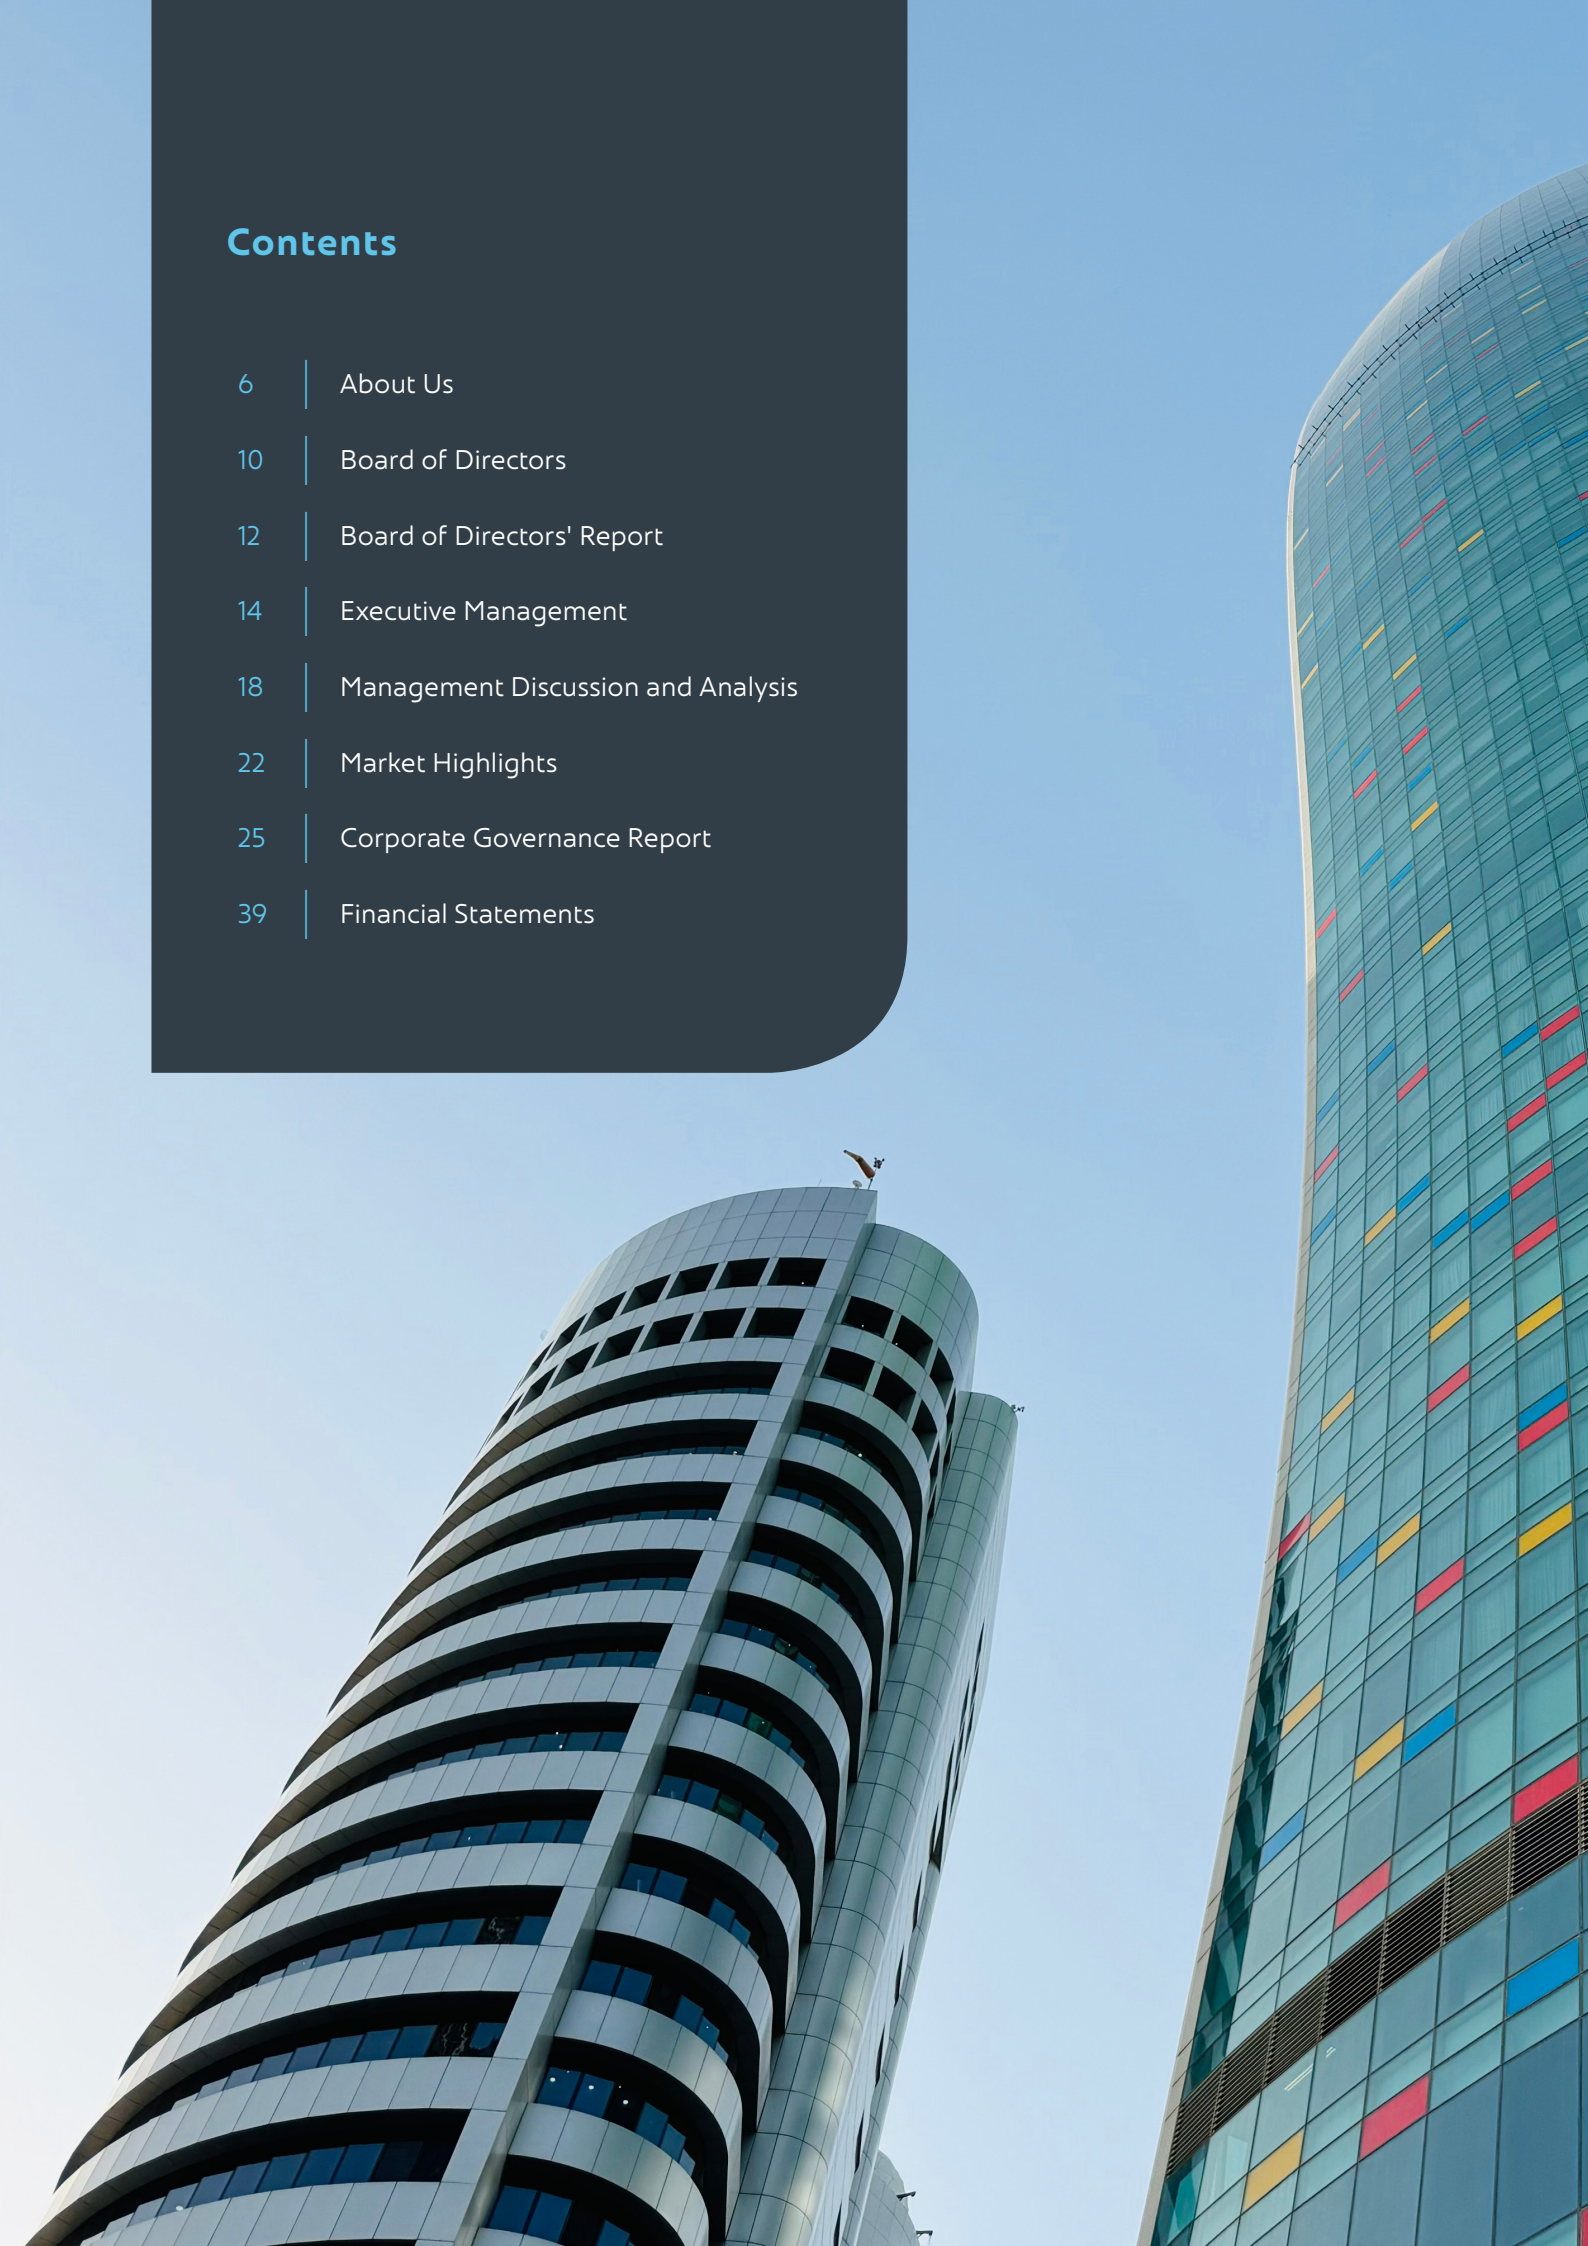 Contents
6 About Us
10 Board of Directors
12 Board of Directors' Report
14 Executive Management
18 Management Discussion and Analysis
22 Market Highlights
25 Corporate Governance Report
39 Financial Statements